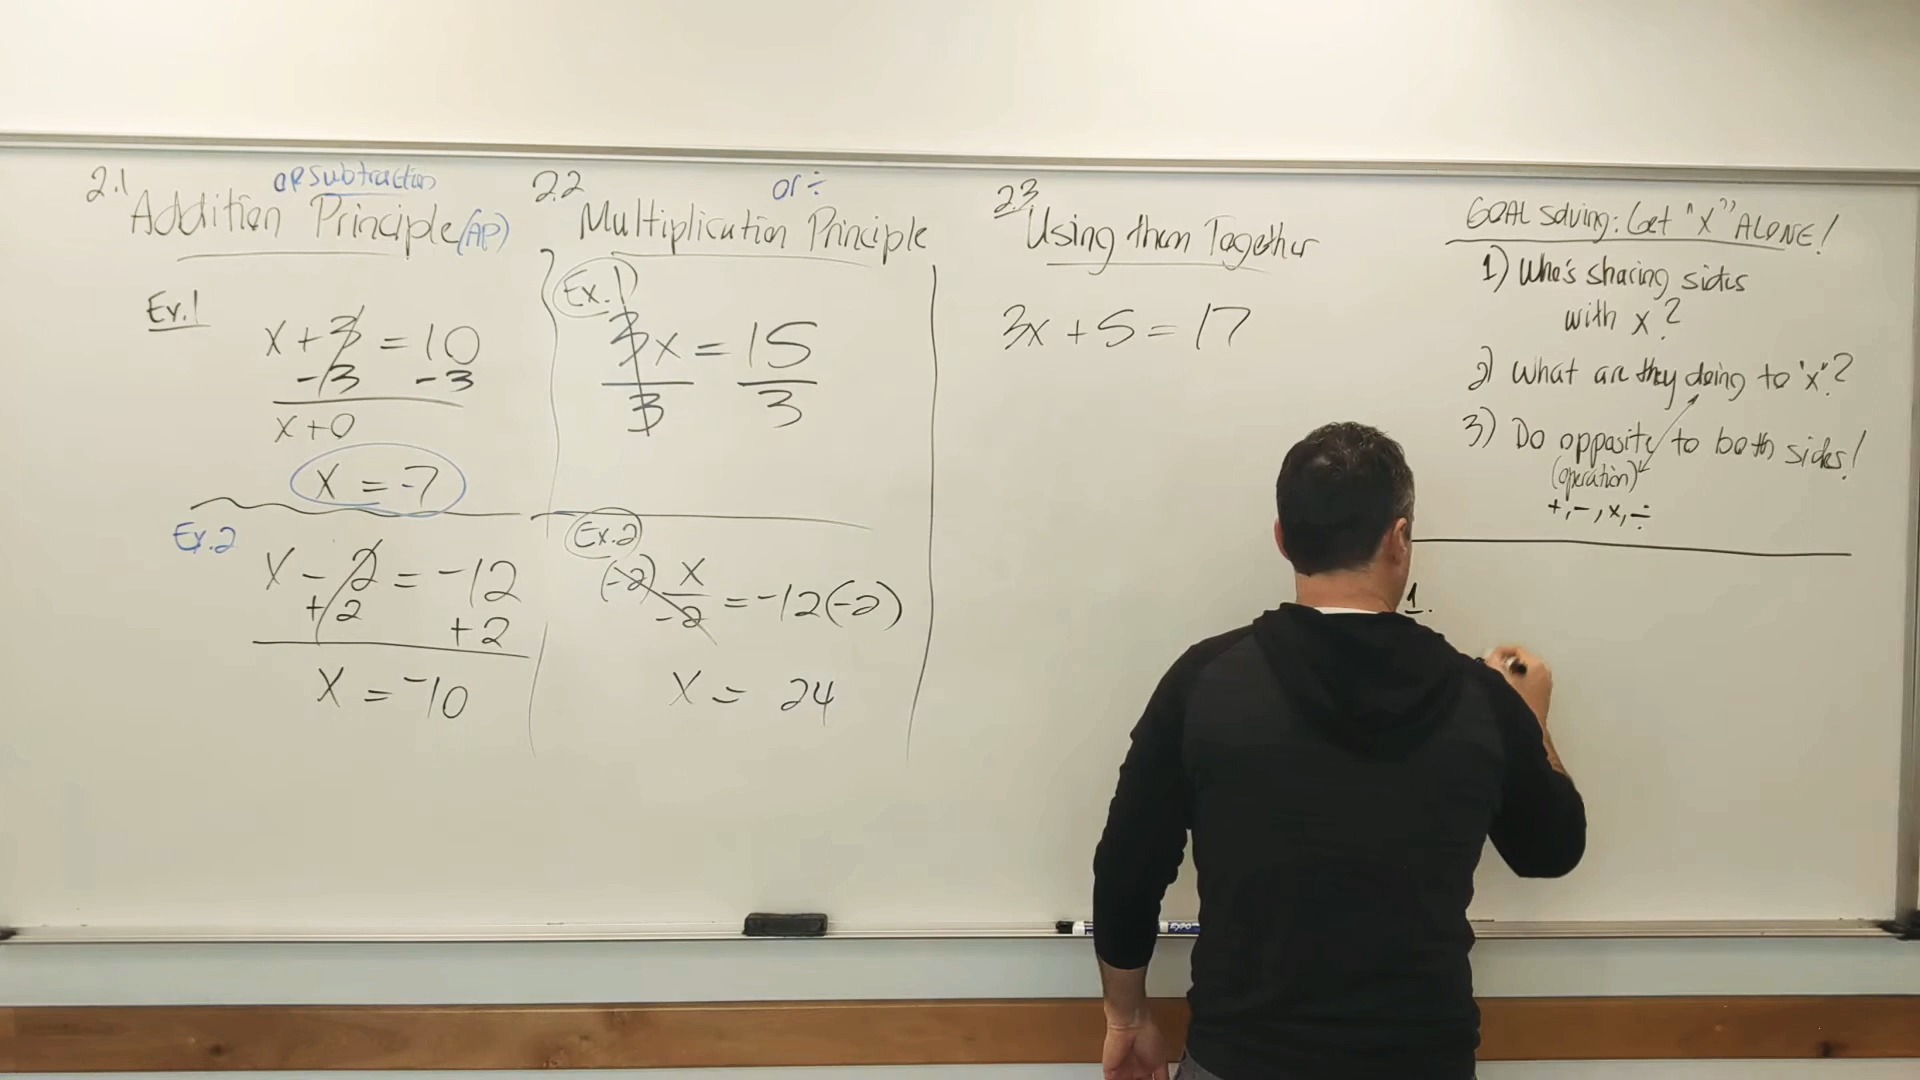 2.1
OR Subtraction
Addition Principle (AP)
Ex.1
x + 3 = 10
-3 -3
x + 0
x = -7
Ex.2
x - 2 = -12
+2 +2
x = -10
2.2
or ÷
Multiplication Principle
Ex.1
3x = 15
3 3
Ex.2
(-2) x = -12(-2)
-2
x = 24
2.3
Using them Together
3x + 5 = 17
GOAL solving: Get "X" ALONE!
1) Who's sharing sides
with x?
2) What are they doing to "x"?
3) Do opposite to both sides!
(operation)
+, -, x, ÷
1.
EXPO